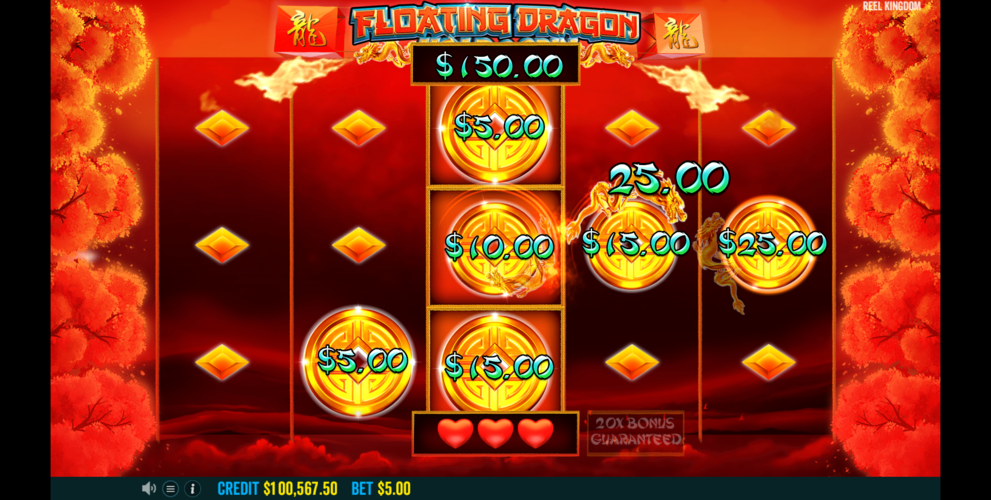 REEL KINGDOM
龍
FLOATING DRAGON
龍
$150.00
$5.00
25.00
$10.00
$15.00
$25.00
$5.00
$15.00
20X BONUS
GUARANTEED
CREDIT $100,567.50 BET $5.00